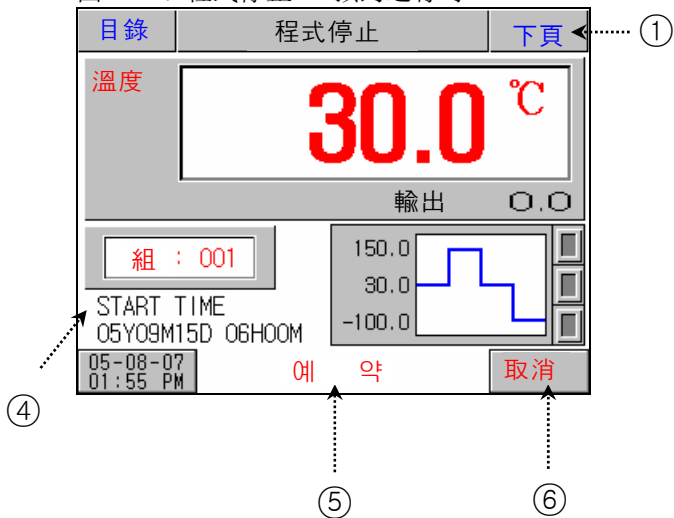 目錄 程式停止 下頁 ①
溫度
30.0 ℃
輸出 0.0
組 : 001
150.0
30.0
-100.0
START TIME
05Y09M15D 06H00M
05-08-07
01:55 PM
예 약
取消
④
⑤
⑥